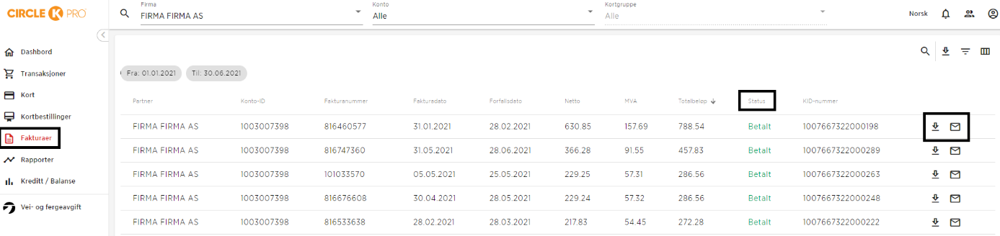 CIRCLE K PRO
Firma
FIRMA FIRMA AS
Konto
Alle
Kortgruppe
Alle
Norsk
Dashbord
Transaksjoner
Kort
Kortbestillinger
Fakturaer
Rapporter
Kreditt / Balanse
Vei- og fergeavgift
Fra: 01.01.2021 Til: 30.06.2021
Partner Konto-ID Fakturanummer Fakturadato Forfallsdato Netto MVA Totalbeløp Status KID-nummer
FIRMA FIRMA AS 1003007398 816460577 31.01.2021 28.02.2021 630.85 157.69 788.54 Betalt 1007667322000198
FIRMA FIRMA AS 1003007398 816747360 31.05.2021 28.06.2021 366.28 91.55 457.83 Betalt 1007667322000289
FIRMA FIRMA AS 1003007398 101033570 05.05.2021 25.05.2021 229.25 57.31 286.56 Betalt 1007667322000263
FIRMA FIRMA AS 1003007398 816676608 30.04.2021 28.05.2021 229.24 57.32 286.56 Betalt 1007667322000248
FIRMA FIRMA AS 1003007398 816533638 28.02.2021 28.03.2021 217.83 54.45 272.28 Betalt 1007667322000222